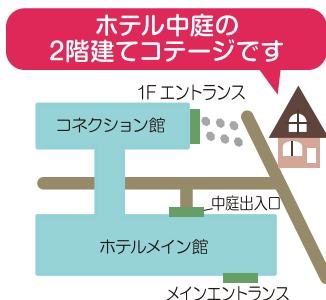 ホテル中庭の
2階建てコテージです
1F エントランス
コネクション館
中庭出入口
ホテルメイン館
メインエントランス